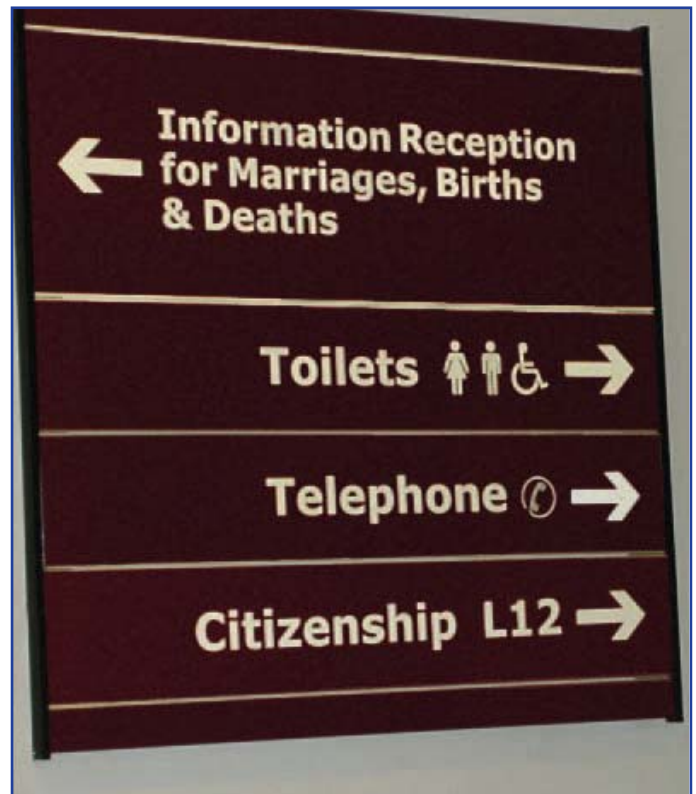 Information Reception
for Marriages, Births
& Deaths
Toilets
Telephone
Citizenship L12